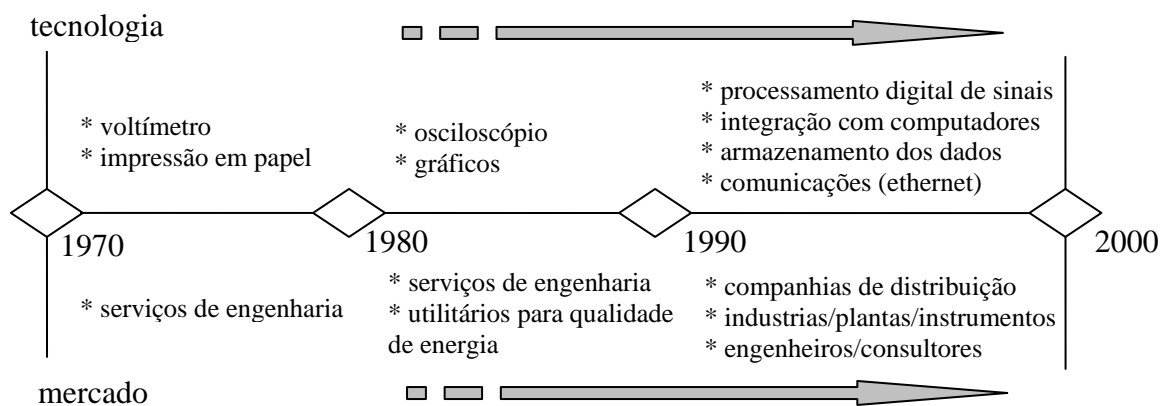 tecnologia
* voltímetro
* impressão em papel
* osciloscópio
* gráficos
* processamento digital de sinais
* integração com computadores
* armazenamento dos dados
* comunicações (ethernet)
1970
1980
1990
2000
* serviços de engenharia
* serviços de engenharia
* utilitários para qualidade
de energia
* companhias de distribuição
* industrias/plantas/instrumentos
* engenheiros/consultores
mercado